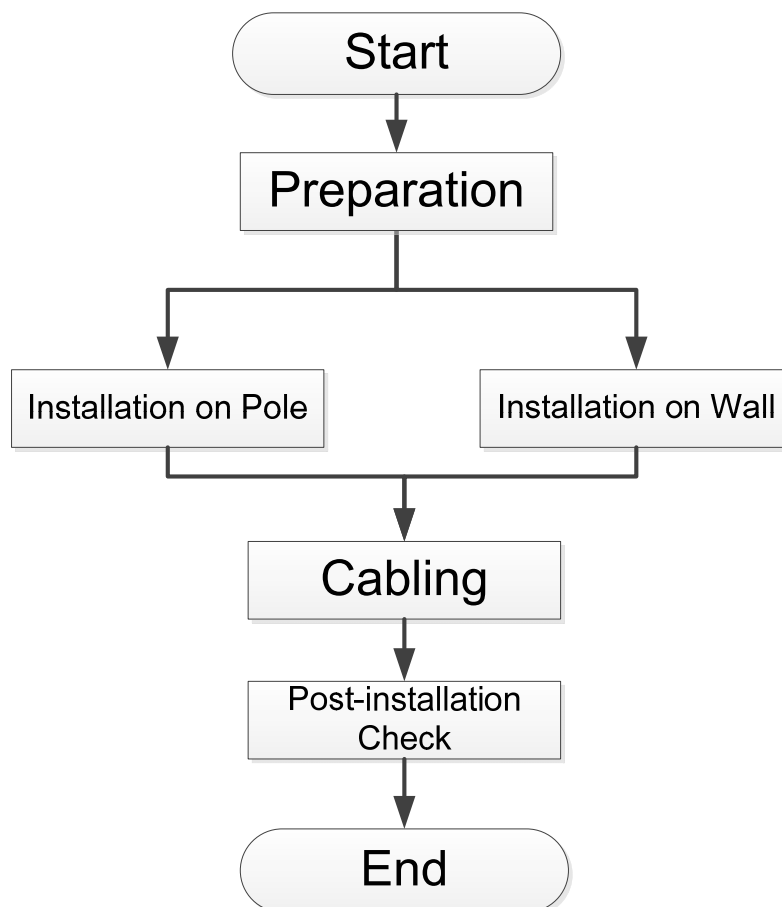 Start
Preparation
Installation on Pole
Installation on Wall
Cabling
Post-installation
Check
End